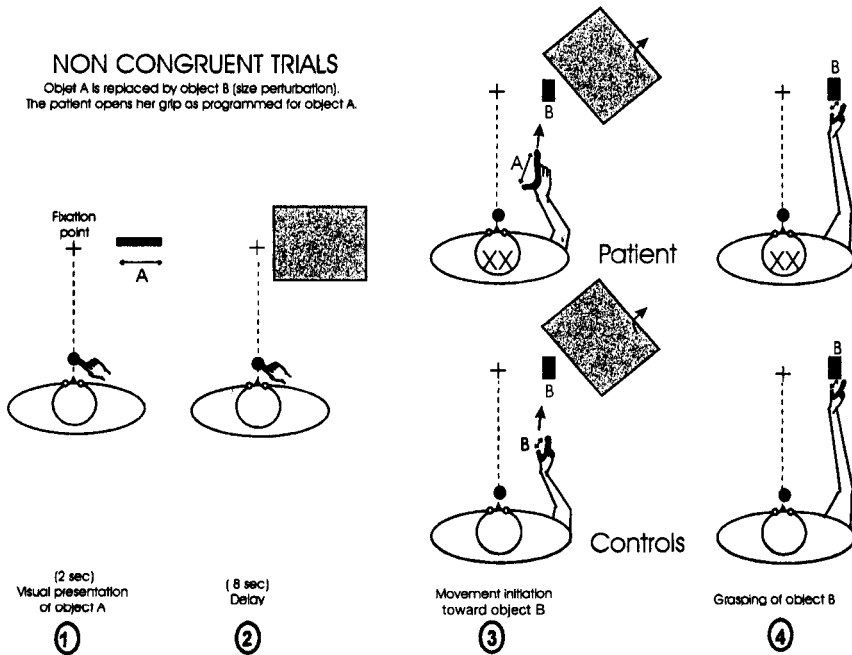 NON CONGRUENT TRIALS
Objet A is replaced by object B (size perturbation).
The patient opens her grip as programmed for object A.
Fixation
point
A
B
A
XX
Patient
B
XX
B
B
Controls
B
(2 sec)
Visual presentation
of object A
1
(8 sec)
Delay
2
Movement initiation
toward object B
3
Grasping of object B
4